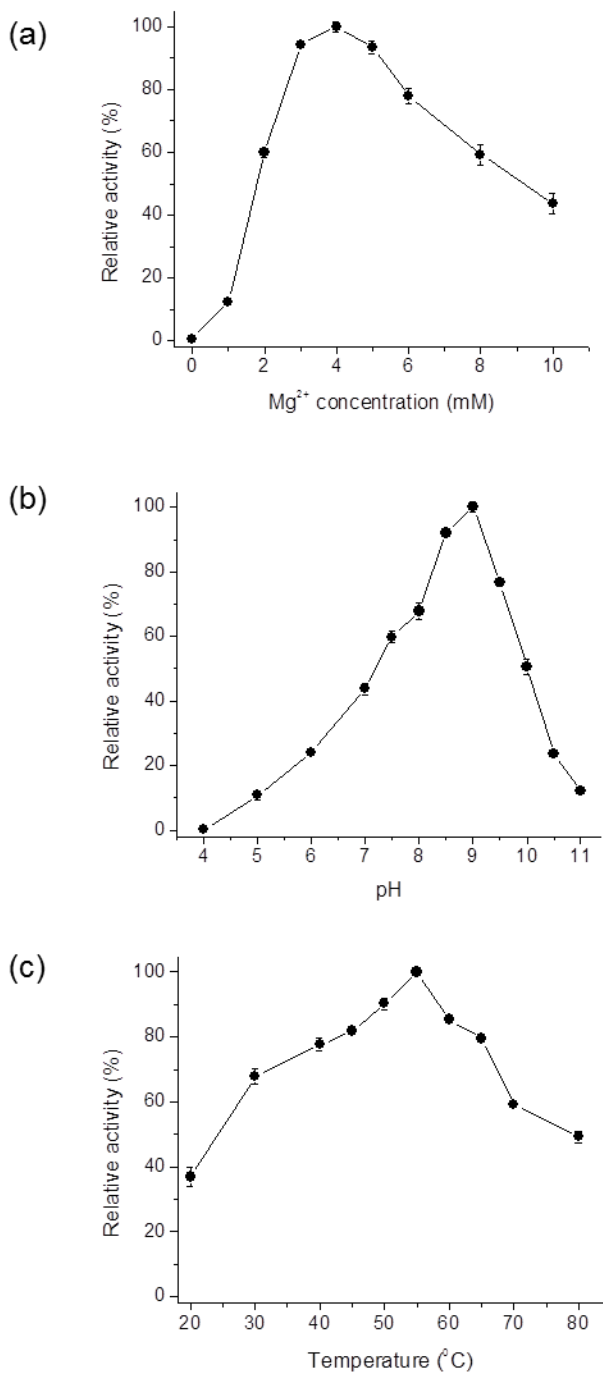 (a)
Relative activity (%)
100
80
60
40
20
0
0 2 4 6 8 10
Mg²⁺ concentration (mM)
(b)
Relative activity (%)
100
80
60
40
20
0
4 5 6 7 8 9 10 11
pH
(c)
Relative activity (%)
100
80
60
40
20
0
20 30 40 50 60 70 80
Temperature (⁰C)